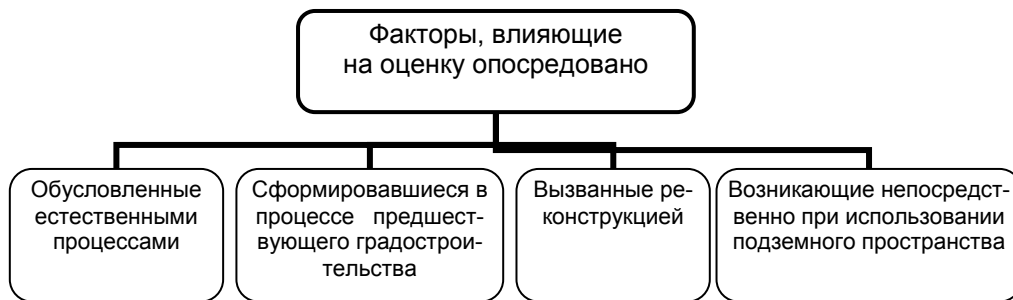 Факторы, влияющие
на оценку опосредовано
Обусловленные
естественными
процессами
Сформировавшиеся в
процессе предшест-
вующего градострои-
тельства
Вызванные ре-
конструкцией
Возникающие непосредст-
венно при использовании
подземного пространства